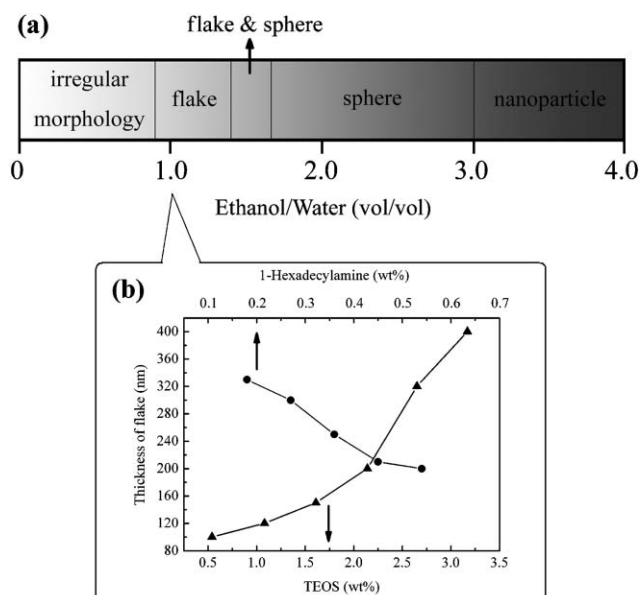 (a)
flake & sphere
irregular
morphology
flake
sphere
nanoparticle
0 1.0 2.0 3.0 4.0
Ethanol/Water (vol/vol)
(b)
1-Hexadecylamine (wt%)
0.1 0.2 0.3 0.4 0.5 0.6 0.7
Thickness of flake (nm)
400
360
320
280
240
200
160
120
80
0.5 1.0 1.5 2.0 2.5 3.0 3.5
TEOS (wt%)